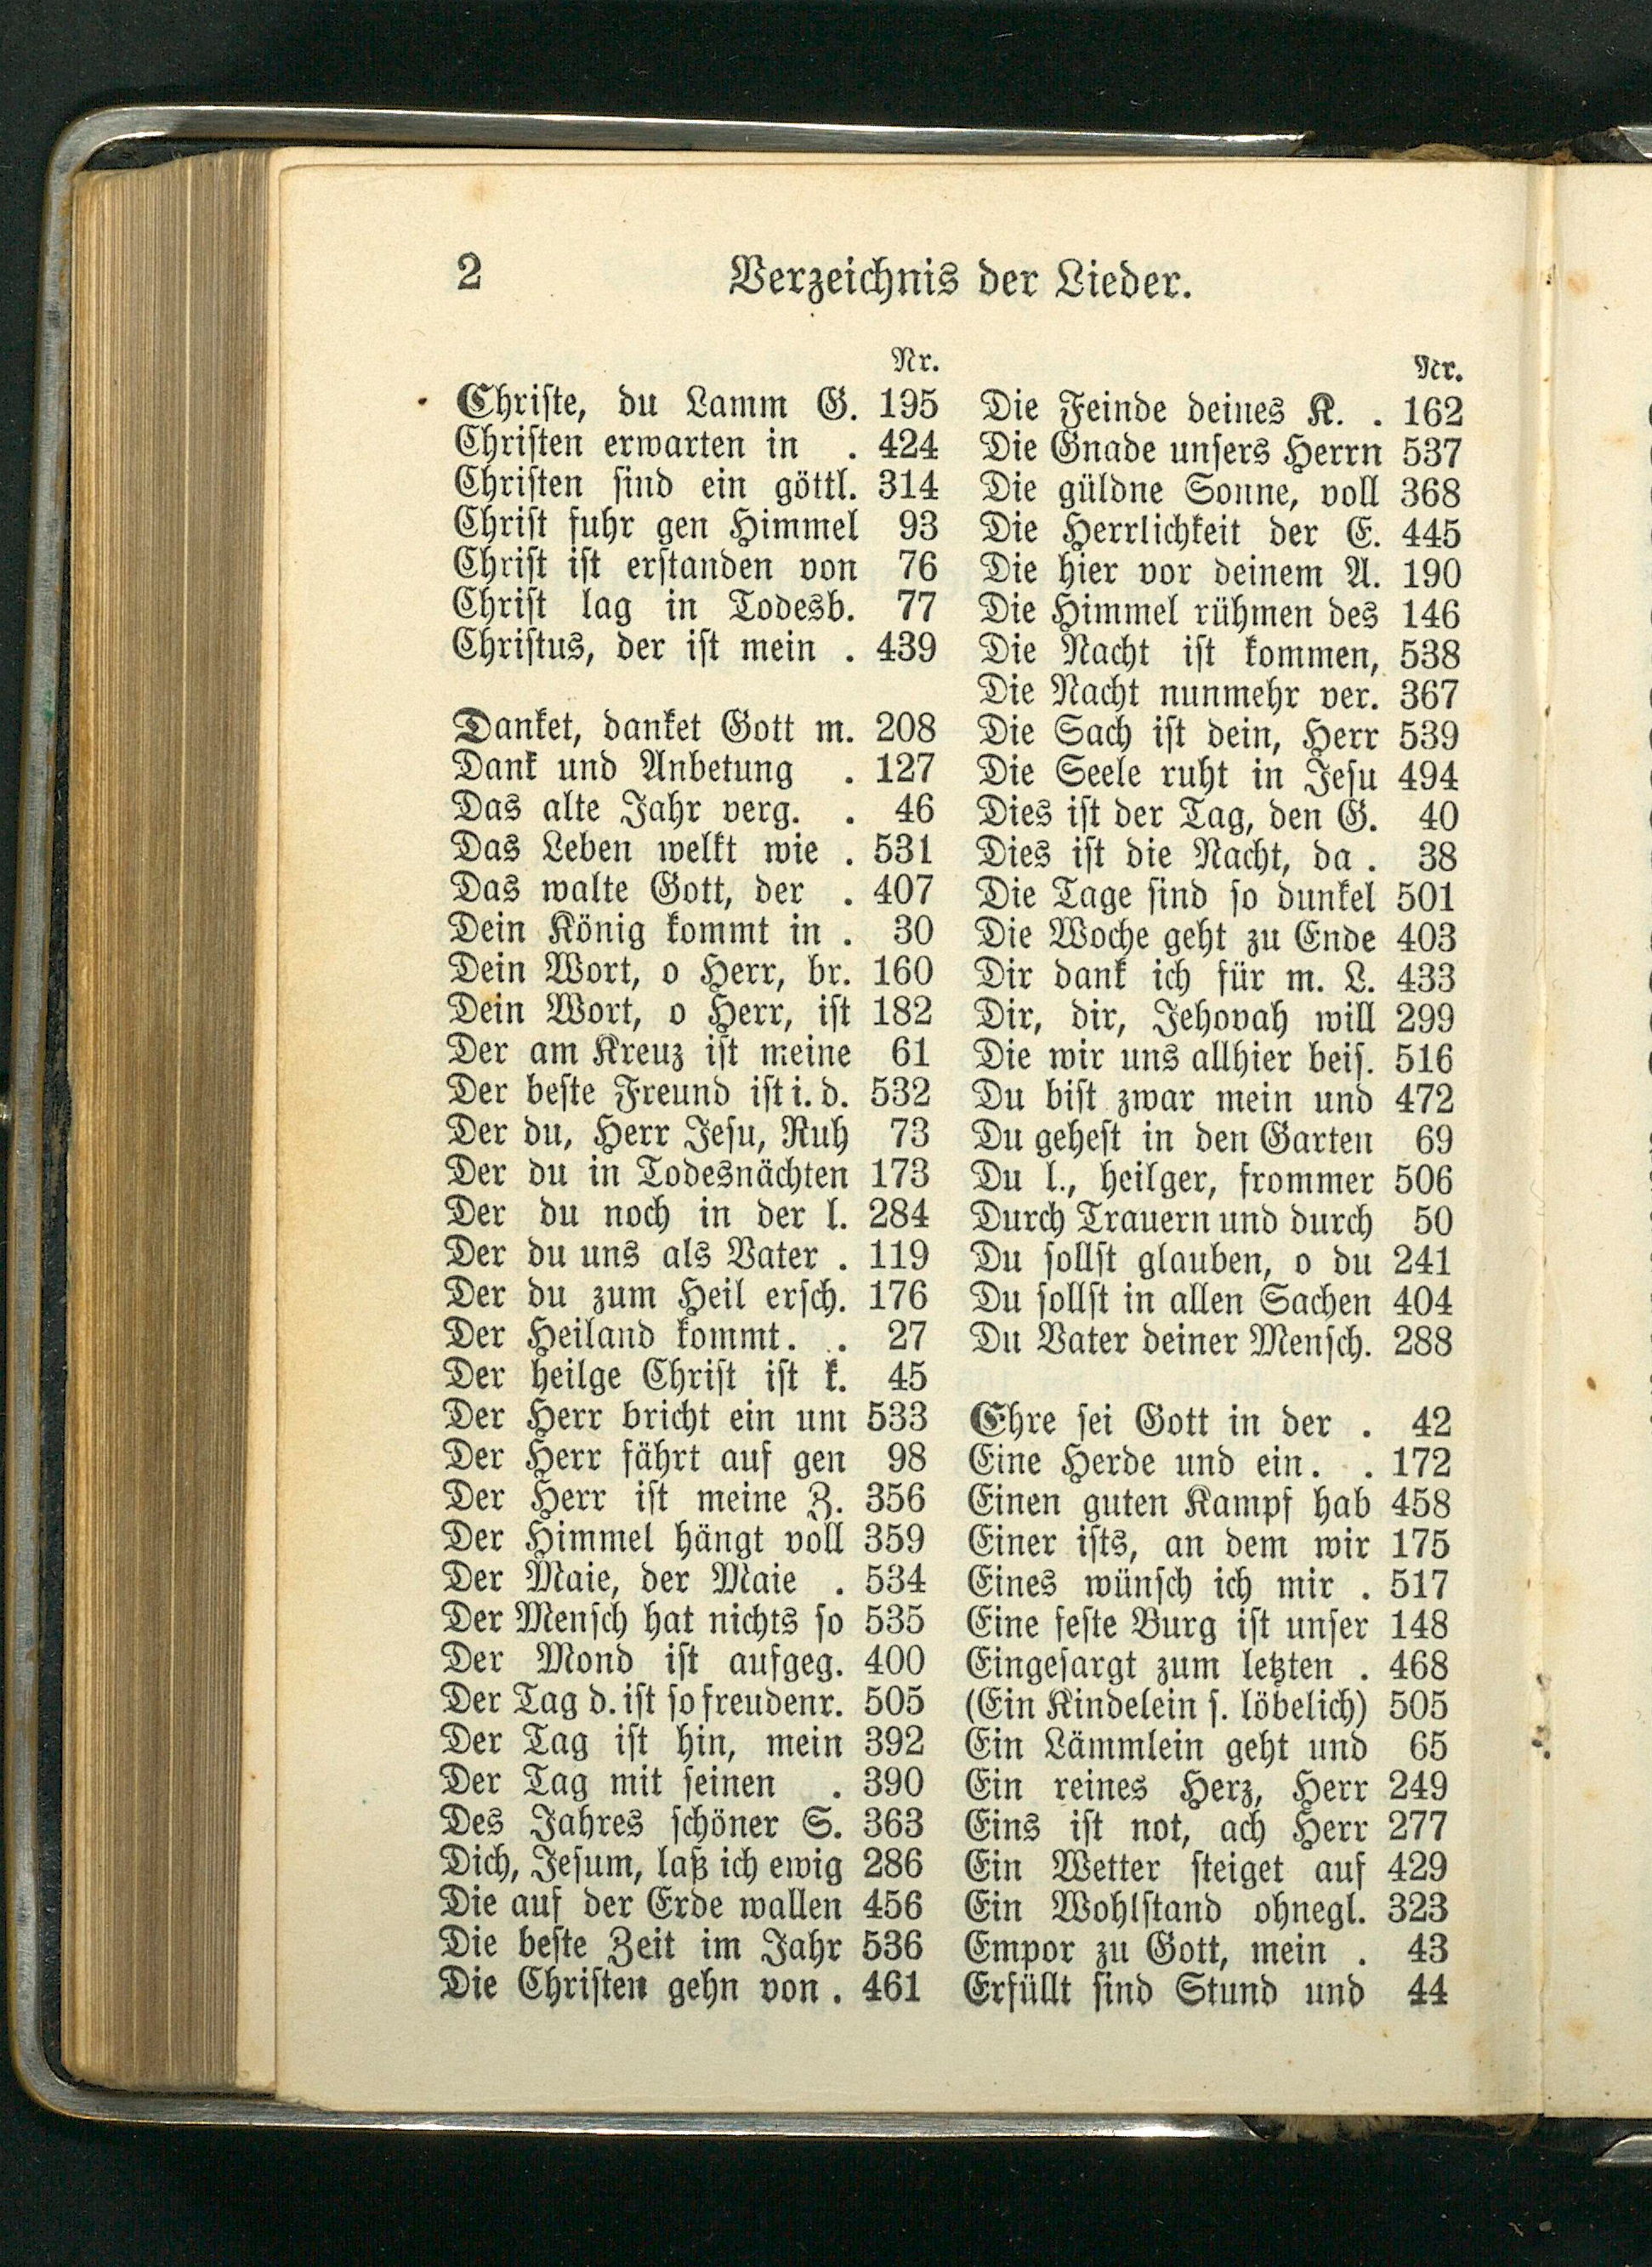 2 Verzeichnis der Lieder.
Nr.
Christe, du Lamm G. 195
Christen erwarten in . 424
Christen sind ein göttl. 314
Christ fuhr gen Himmel 93
Christ ist erstanden von 76
Christ lag in Todesb. 77
Christus, der ist mein . 439
Danket, danket Gott m. 208
Dank und Anbetung . 127
Das alte Jahr verg. . 46
Das Leben welkt wie . 531
Das walte Gott, der . 407
Dein König kommt in . 30
Dein Wort, o Herr, br. 160
Dein Wort, o Herr, ist 182
Der am Kreuz ist meine 61
Der beste Freund ist i. d. 532
Der du, Herr Jesu, Ruh 73
Der du in Todesnächten 173
Der du noch in der l. 284
Der du uns als Vater . 119
Der du zum Heil ersch. 176
Der Heiland kommt. . 27
Der heilge Christ ist k. 45
Der Herr bricht ein um 533
Der Herr fährt auf gen 98
Der Herr ist meine Z. 356
Der Himmel hängt voll 359
Der Maie, der Maie . 534
Der Mensch hat nichts so 535
Der Mond ist aufgeg. 400
Der Tag d. ist so freudenr. 505
Der Tag ist hin, mein 392
Der Tag mit seinen . 390
Des Jahres schöner S. 363
Dich, Jesum, laß ich ewig 286
Die auf der Erde wallen 456
Die beste Zeit im Jahr 536
Die Christen gehn von . 461
Nr.
Die Feinde deines K. . 162
Die Gnade unsers Herrn 537
Die güldne Sonne, voll 368
Die Herrlichkeit der E. 445
Die hier vor deinem A. 190
Die Himmel rühmen des 146
Die Nacht ist kommen, 538
Die Nacht nunmehr ver. 367
Die Sach ist dein, Herr 539
Die Seele ruht in Jesu 494
Dies ist der Tag, den G. 40
Dies ist die Nacht, da . 38
Die Tage sind so dunkel 501
Die Woche geht zu Ende 403
Dir dank ich für m. L. 433
Dir, dir, Jehovah will 299
Die wir uns allhier beis. 516
Du bist zwar mein und 472
Du gehest in den Garten 69
Du l., heilger, frommer 506
Durch Trauern und durch 50
Du sollst glauben, o du 241
Du sollst in allen Sachen 404
Du Vater deiner Mensch. 288
Ehre sei Gott in der . 42
Eine Herde und ein. . 172
Einen guten Kampf hab 458
Einer ists, an dem wir 175
Eines wünsch ich mir . 517
Eine feste Burg ist unser 148
Eingesargt zum letzten . 468
(Ein Kindelein s. löbelich) 505
Ein Lämmlein geht und 65
Ein reines Herz, Herr 249
Eins ist not, ach Herr 277
Ein Wetter steiget auf 429
Ein Wohlstand ohnegl. 323
Empor zu Gott, mein . 43
Erfüllt sind Stund und 44